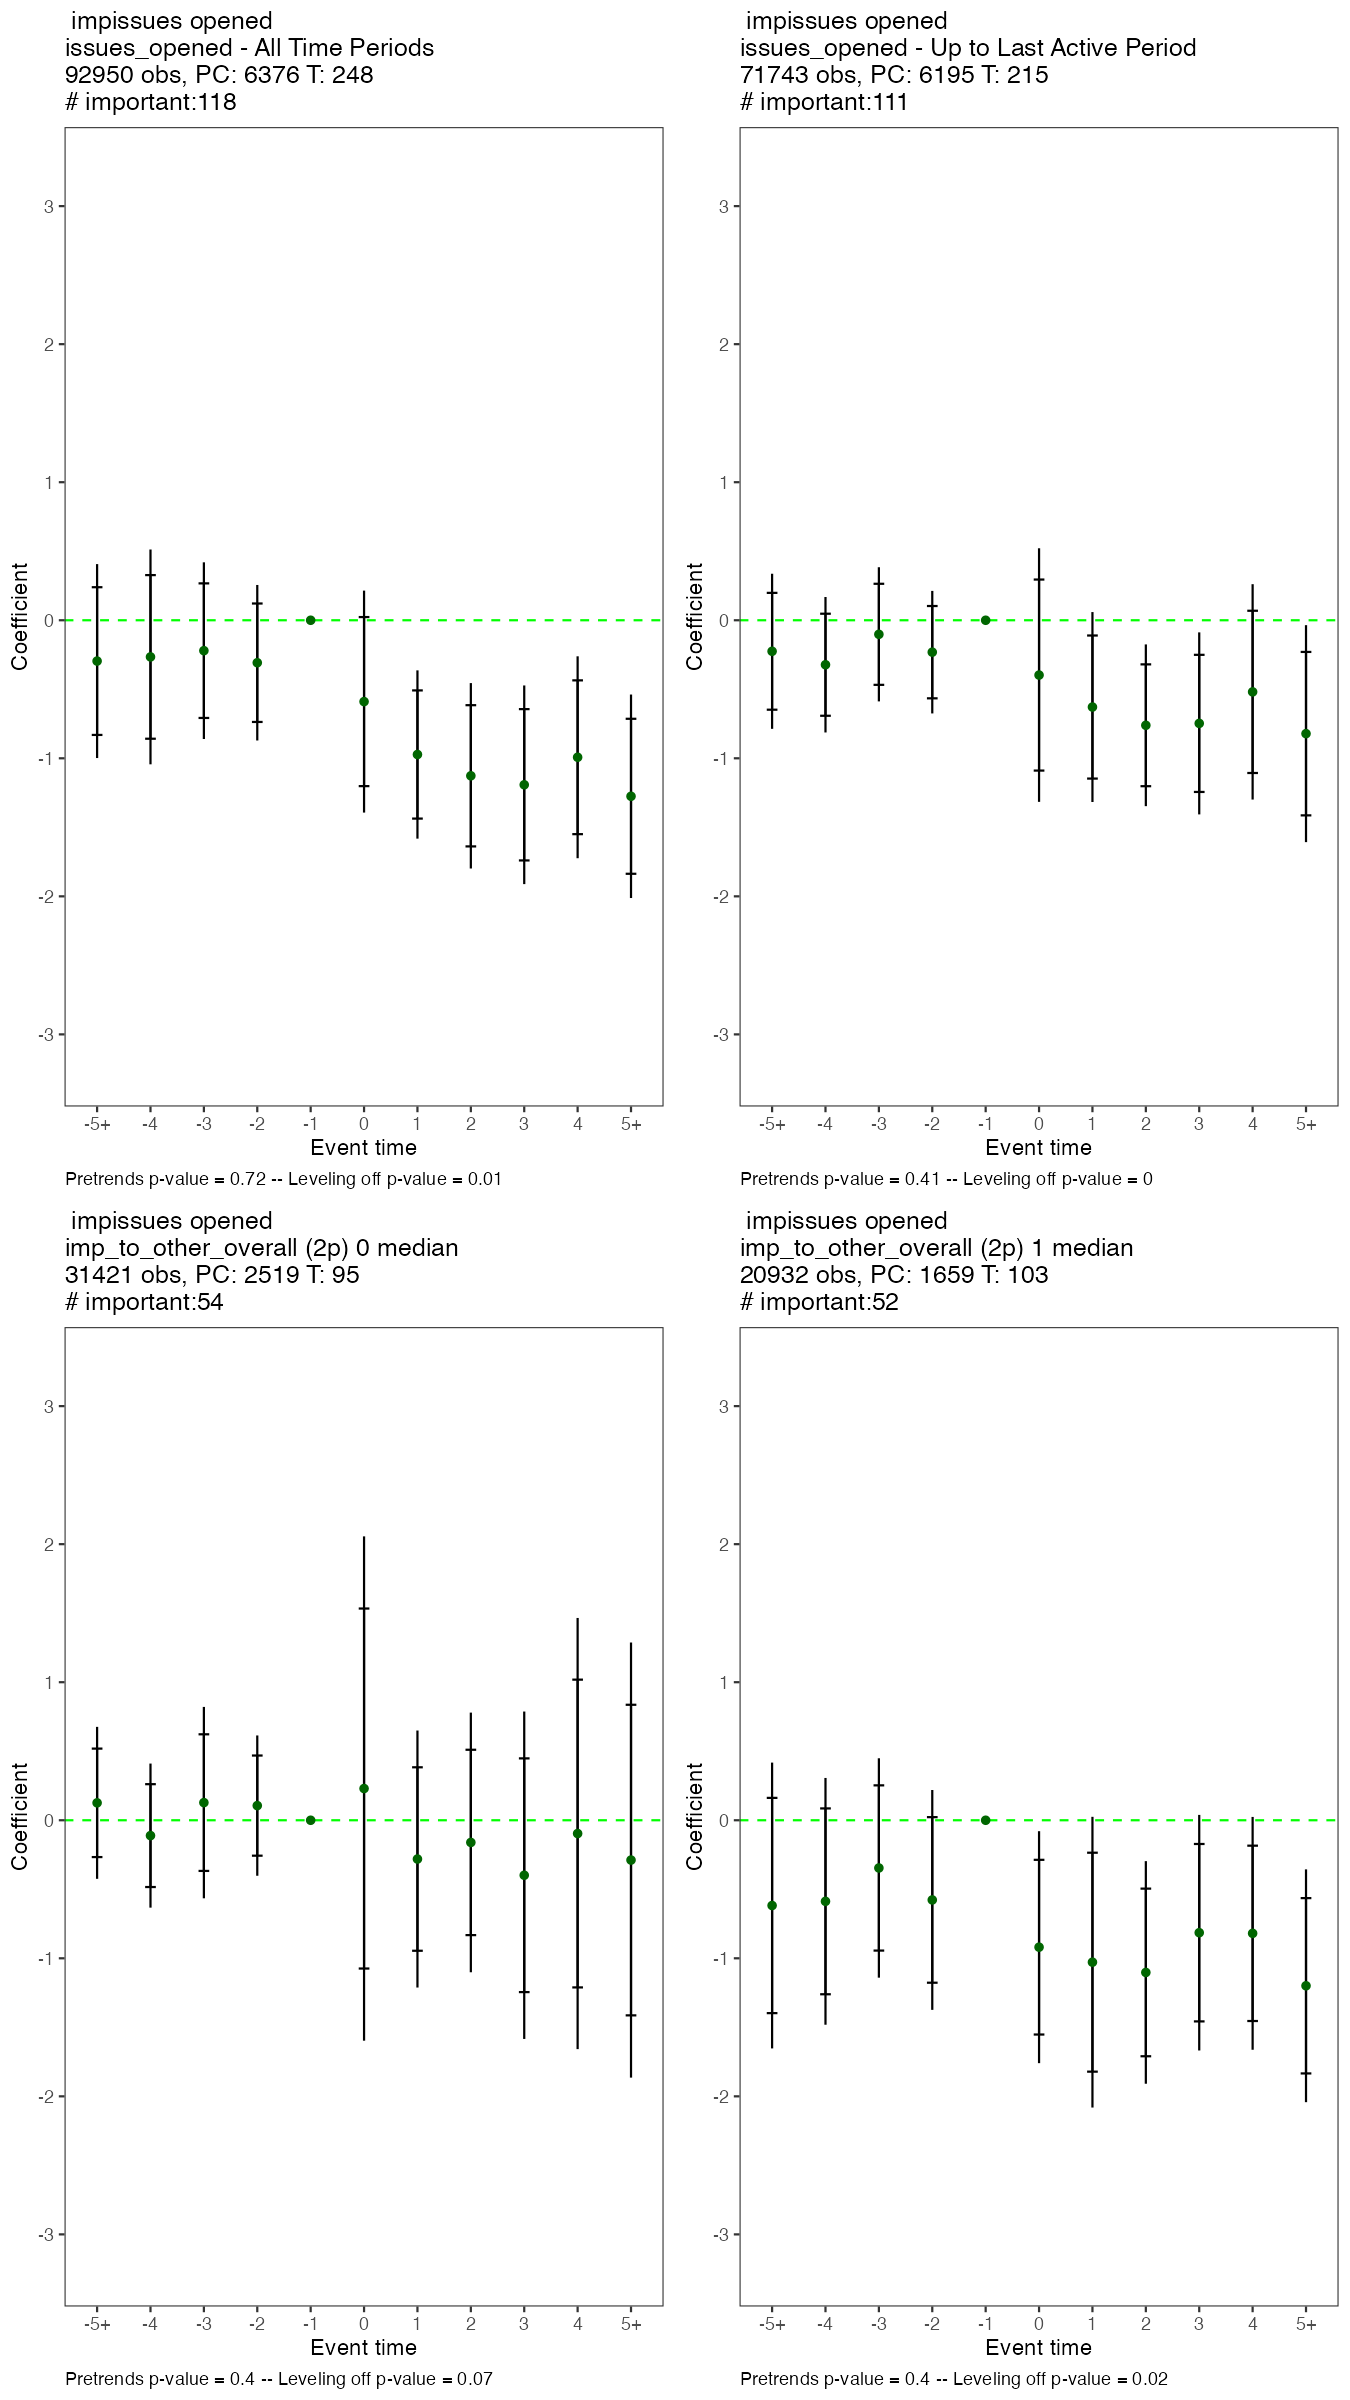 impissues opened
issues_opened - All Time Periods
92950 obs, PC: 6376 T: 248
# important:118
3
2
1
0
-1
-2
-3
Coefficient
-5+ -4 -3 -2 -1 0 1 2 3 4 5+
Event time
Pretrends p-value = 0.72 -- Leveling off p-value = 0.01
impissues opened
issues_opened - Up to Last Active Period
71743 obs, PC: 6195 T: 215
# important:111
3
2
1
0
-1
-2
-3
Coefficient
-5+ -4 -3 -2 -1 0 1 2 3 4 5+
Event time
Pretrends p-value = 0.41 -- Leveling off p-value = 0
impissues opened
imp_to_other_overall (2p) 0 median
31421 obs, PC: 2519 T: 95
# important:54
3
2
1
0
-1
-2
-3
Coefficient
-5+ -4 -3 -2 -1 0 1 2 3 4 5+
Event time
Pretrends p-value = 0.4 -- Leveling off p-value = 0.07
impissues opened
imp_to_other_overall (2p) 1 median
20932 obs, PC: 1659 T: 103
# important:52
3
2
1
0
-1
-2
-3
Coefficient
-5+ -4 -3 -2 -1 0 1 2 3 4 5+
Event time
Pretrends p-value = 0.4 -- Leveling off p-value = 0.02